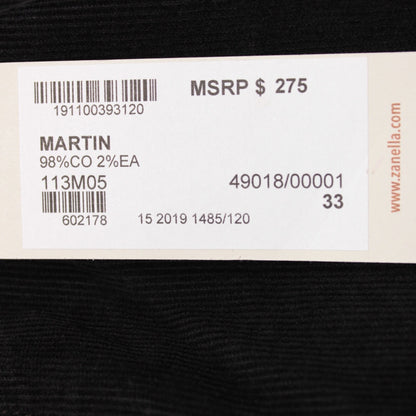 MSRP $ 275
191100393120
MARTIN
98%CO 2%EA
113M05
49018/00001
33
602178
15 2019 1485/120
www.zanella.com